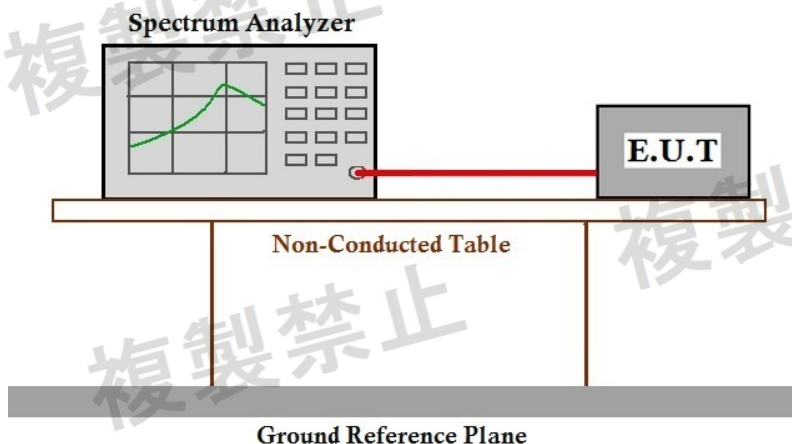 Spectrum Analyzer
複製禁止
E.U.T
複製
Non-Conducted Table
複製禁止
Ground Reference Plane